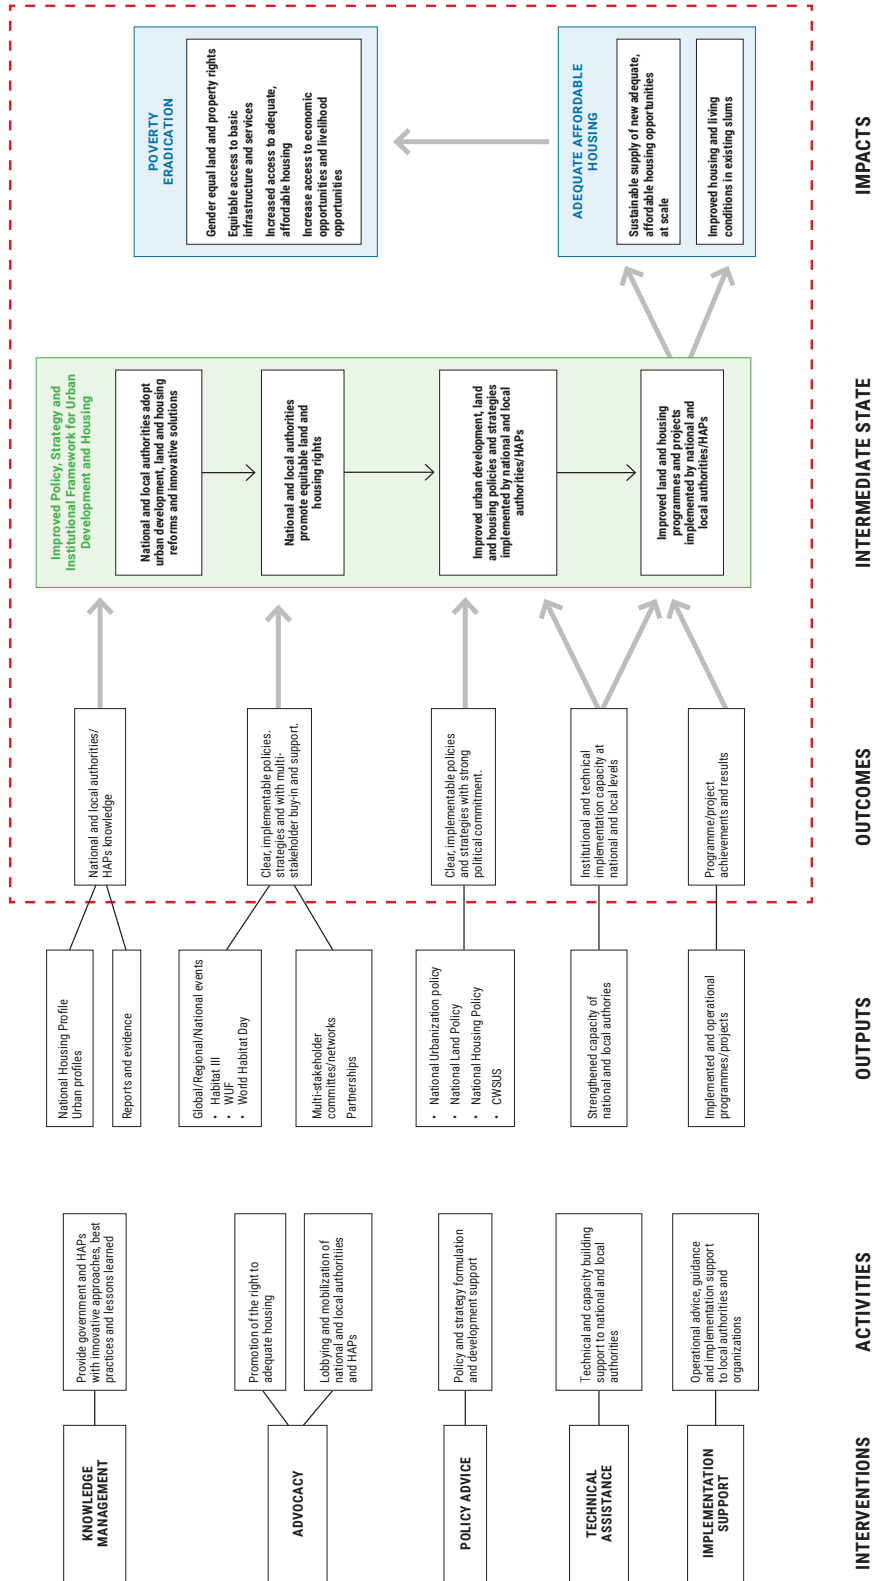 KNOWLEDGE
MANAGEMENT
ADVOCACY
POLICY ADVICE
TECHNICAL
ASSISTANCE
IMPLEMENTATION
SUPPORT
INTERVENTIONS
Provide government and HAPs
with innovative approaches, best
practices and lessons learned
Promotion of the right to
adequate housing
Lobbying and mobilization of
national and local authoritiies
and HAPs
Policy and strategy formulation
and development support
Technical and capacity building
support to national and local
authorities
Operational advice, guidance
and implementation support
to local authorities and
organizations
ACTIVITIES
National Housing Profile
Urban profiles
Reports and evidence
Global/Regional/National events
• Habitat III
• WUF
• World Habitat Day
Multi-stakeholder
committees/networks
Partnerships
• National Urbanization policy
• National Land Policy
• National Housing Policy
• CWSUS
Strengthened capacity of
national and local authories
Implemented and operational
programmes/projects
OUTPUTS
National and local authorities/
HAPs knowledge
Clear, implementable policies.
strategies and with multi-
stakeholder buy-in and support.
Clear, implementable policies
and strategies with strong
political commitment.
Institutional and technical
implementation capacity at
national and local levels
Programme/project
achievements and results
OUTCOMES
Improved Policy, Strategy and
Institutional Framework for Urban
Development and Housing
National and local authorities adopt
urban development, land and housing
reforms and innovative solutions
National and local authorities
promote equitable land and
housing rights
Improved urban development, land
and housing policies and strategies
implemented by national and local
authorities/HAPs
Improved land and housing
programmes and projects
implemented by national and
local authorities/HAPs
INTERMEDIATE STATE
POVERTY
ERADICATION
Gender equal land and property rights
Equitable access to basic
infrastructure and services
Increased access to adequate,
affordable housing
Increase access to economic
opportunities and livelihood
opportunities
ADEQUATE AFFORDABLE
HOUSING
Sustainable supply of new adequate,
affordable housing opportunities
at scale
Improved housing and living
conditions in existing slums
IMPACTS